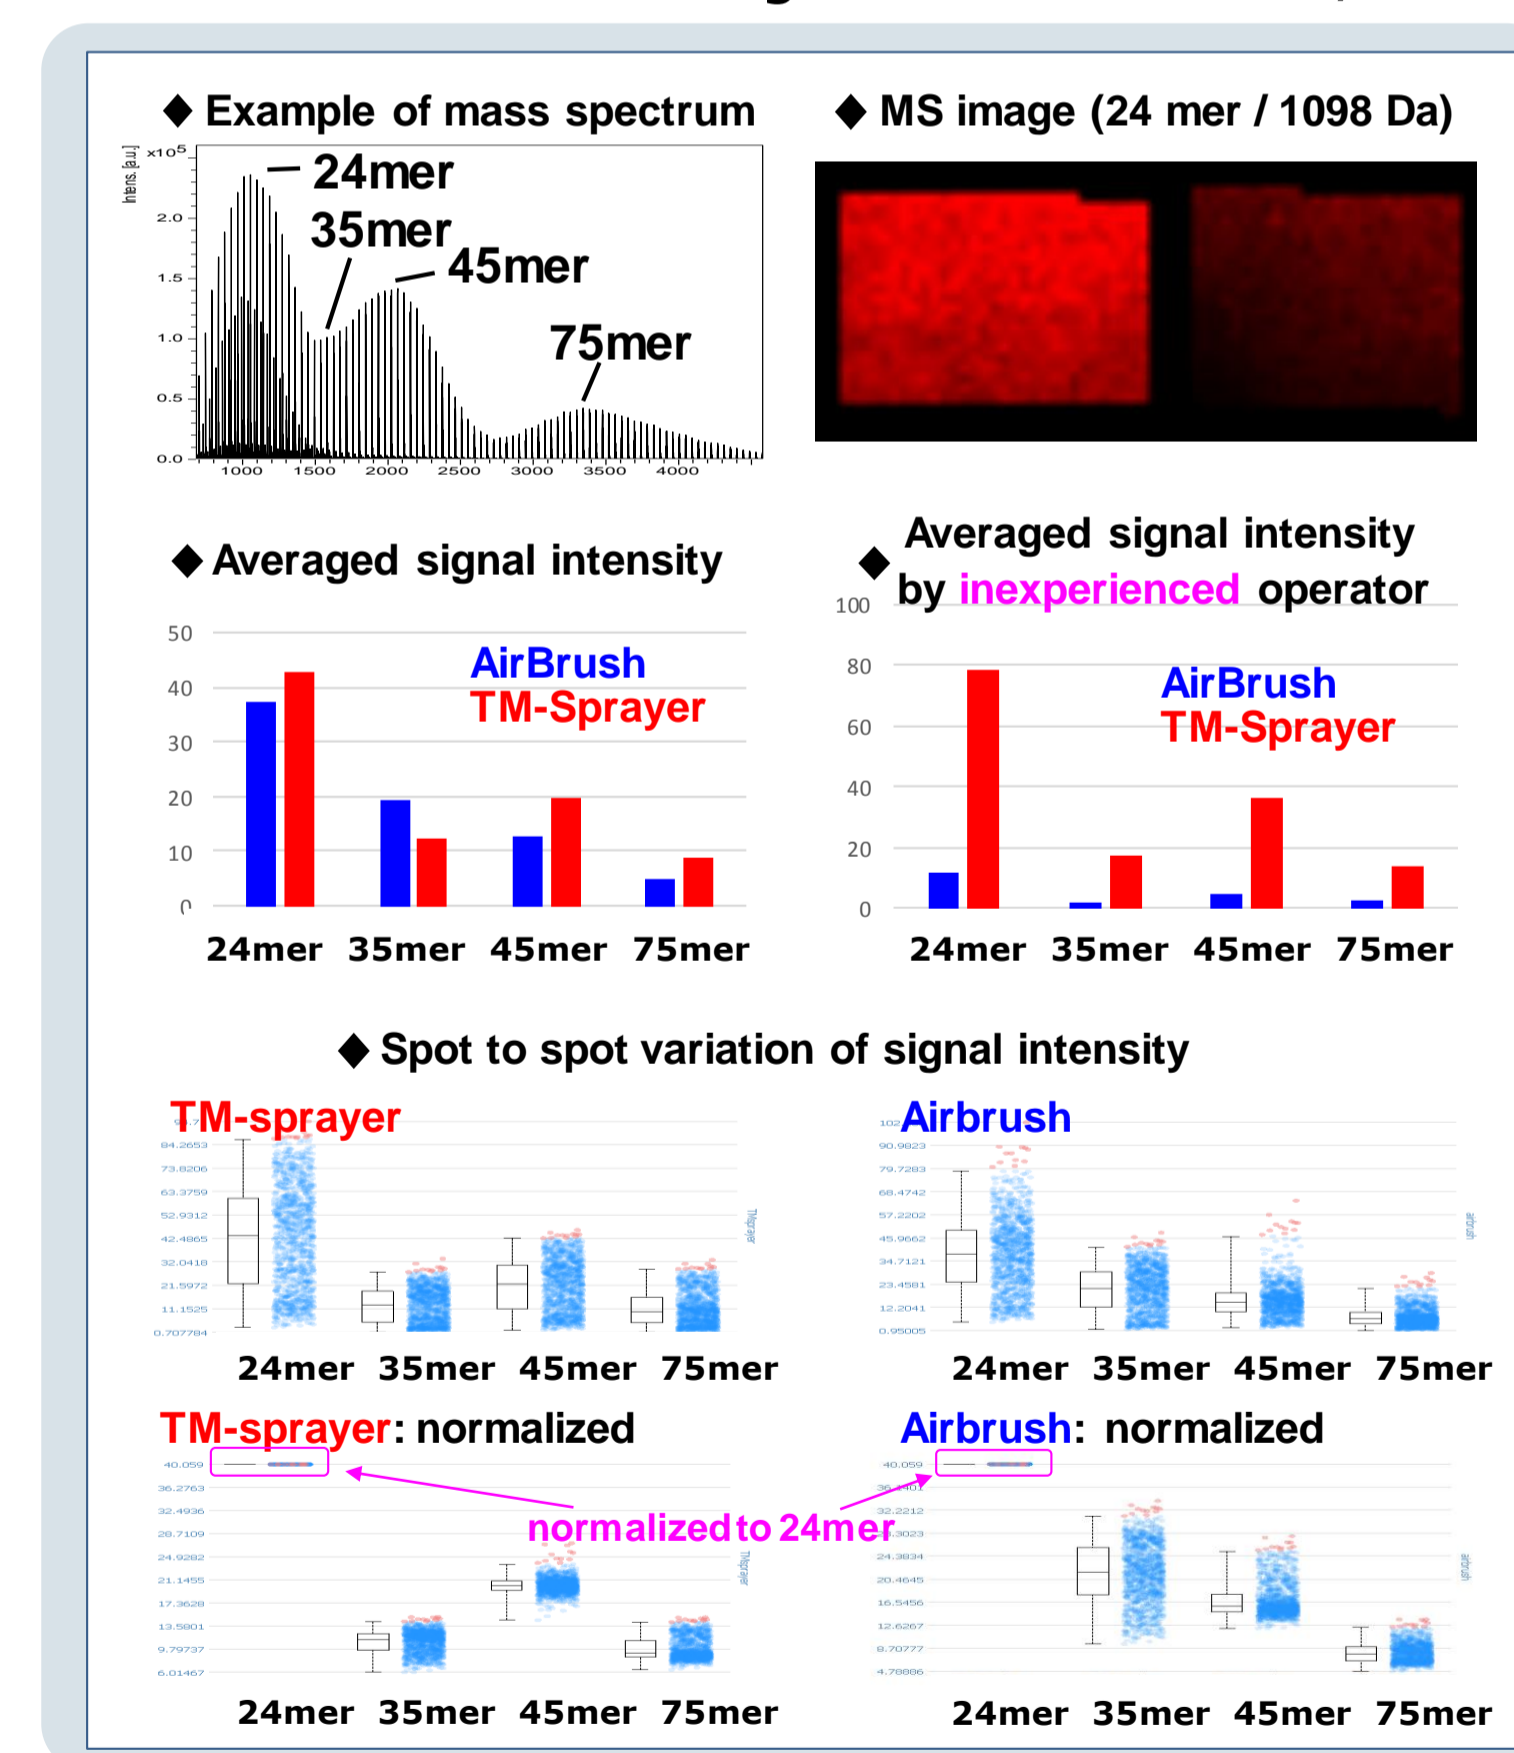 ◆ Example of mass spectrum
Intens. [a.u.]
x10⁵
2.0
1.5
1.0
0.5
0.0
24mer
35mer
45mer
75mer
1000 1500 2000 2500 3000 3500 4000
◆ MS image (24 mer / 1098 Da)
◆ Averaged signal intensity
50
40
30
20
10
0
AirBrush
TM-Sprayer
24mer 35mer 45mer 75mer
◆ Averaged signal intensity
by inexperienced operator
100
80
60
40
20
0
AirBrush
TM-Sprayer
24mer 35mer 45mer 75mer
◆ Spot to spot variation of signal intensity
TM-sprayer
84.2653
73.8206
63.3759
52.9312
42.4865
32.0418
21.5972
11.1525
0.707784
TMsprayer
24mer 35mer 45mer 75mer
Airbrush
102
90.9823
79.7283
68.4742
57.2202
45.9662
34.7121
23.4581
12.2041
0.95005
airbrush
24mer 35mer 45mer 75mer
TM-sprayer: normalized
40.059
36.2763
32.4936
28.7109
24.9282
21.1455
17.3628
13.5801
9.79737
6.01467
TMsprayer
24mer 35mer 45mer 75mer
normalized to 24mer
Airbrush: normalized
40.059
32.2212
24.3834
20.4645
16.5456
12.6267
8.70777
4.78886
airbrush
24mer 35mer 45mer 75mer